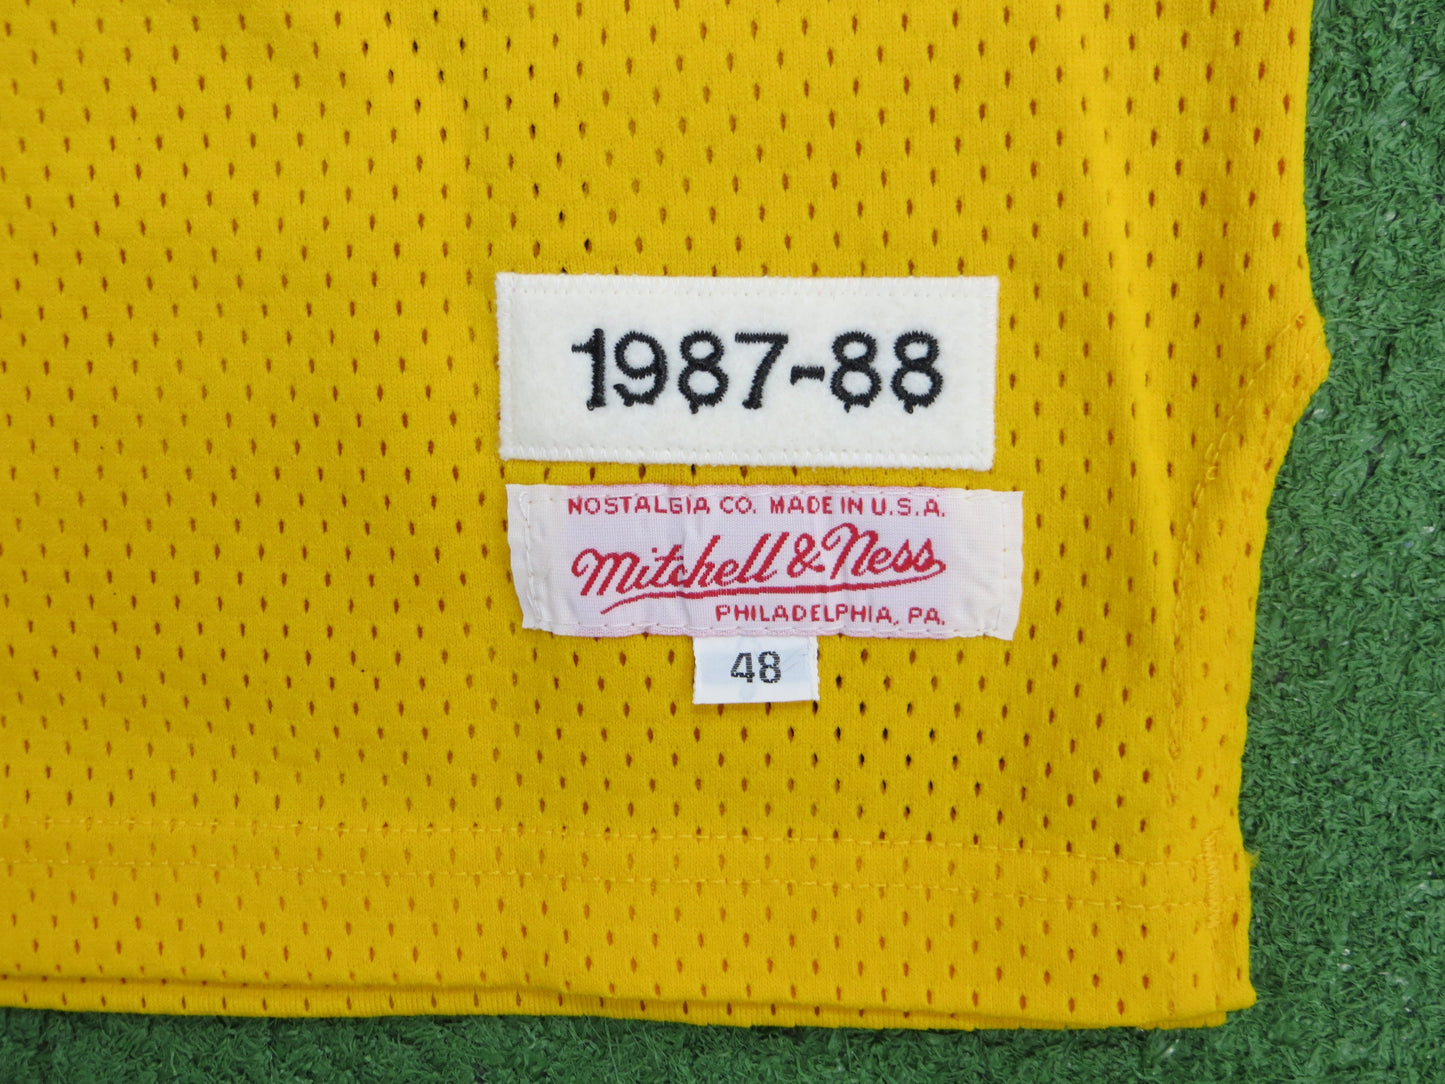 1987-88
NOSTALGIA CO. MADE IN U.S.A.
Mitchell & Ness
PHILADELPHIA, PA.
48